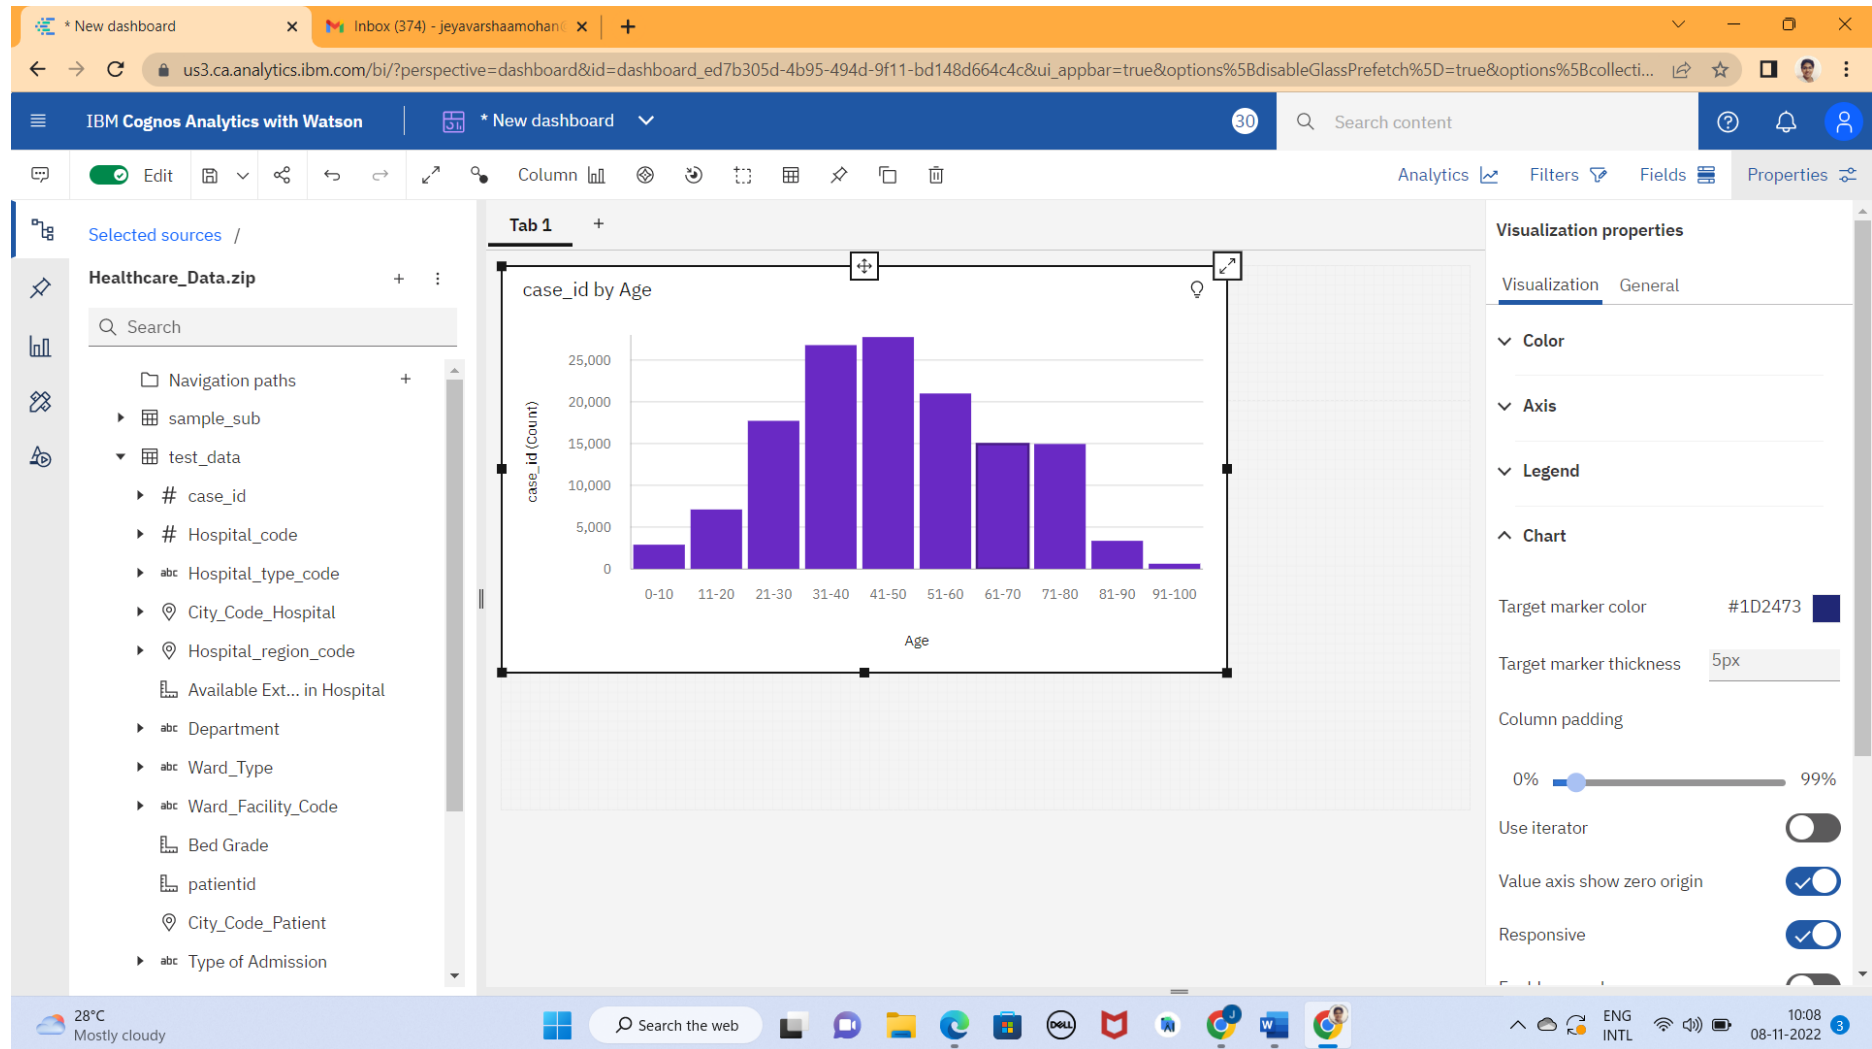 * New dashboard
Inbox (374) - jeyavarshaamohan
us3.ca.analytics.ibm.com/bi/?perspective=dashboard&id=dashboard_ed7b305d-4b95-494d-9f11-bd148d664c4c&ui_appbar=true&options%5BdisableGlassPrefetch%5D=true&options%5Bcollecti...
IBM Cognos Analytics with Watson
* New dashboard
30
Search content
Edit
Column
Analytics
Filters
Fields
Properties
Selected sources /
Healthcare_Data.zip
Search
Navigation paths
sample_sub
test_data
# case_id
# Hospital_code
abc Hospital_type_code
City_Code_Hospital
Hospital_region_code
Available Ext... in Hospital
abc Department
abc Ward_Type
abc Ward_Facility_Code
Bed Grade
patientid
City_Code_Patient
abc Type of Admission
Tab 1
case_id by Age
case_id (Count)
25,000
20,000
15,000
10,000
5,000
0
0-10 11-20 21-30 31-40 41-50 51-60 61-70 71-80 81-90 91-100
Age
Visualization properties
Visualization General
Color
Axis
Legend
Chart
Target marker color #1D2473
Target marker thickness 5px
Column padding
0% 99%
Use iterator
Value axis show zero origin
Responsive
28°C
Mostly cloudy
Search the web
DELL
ENG
INTL
10:08
08-11-2022
3